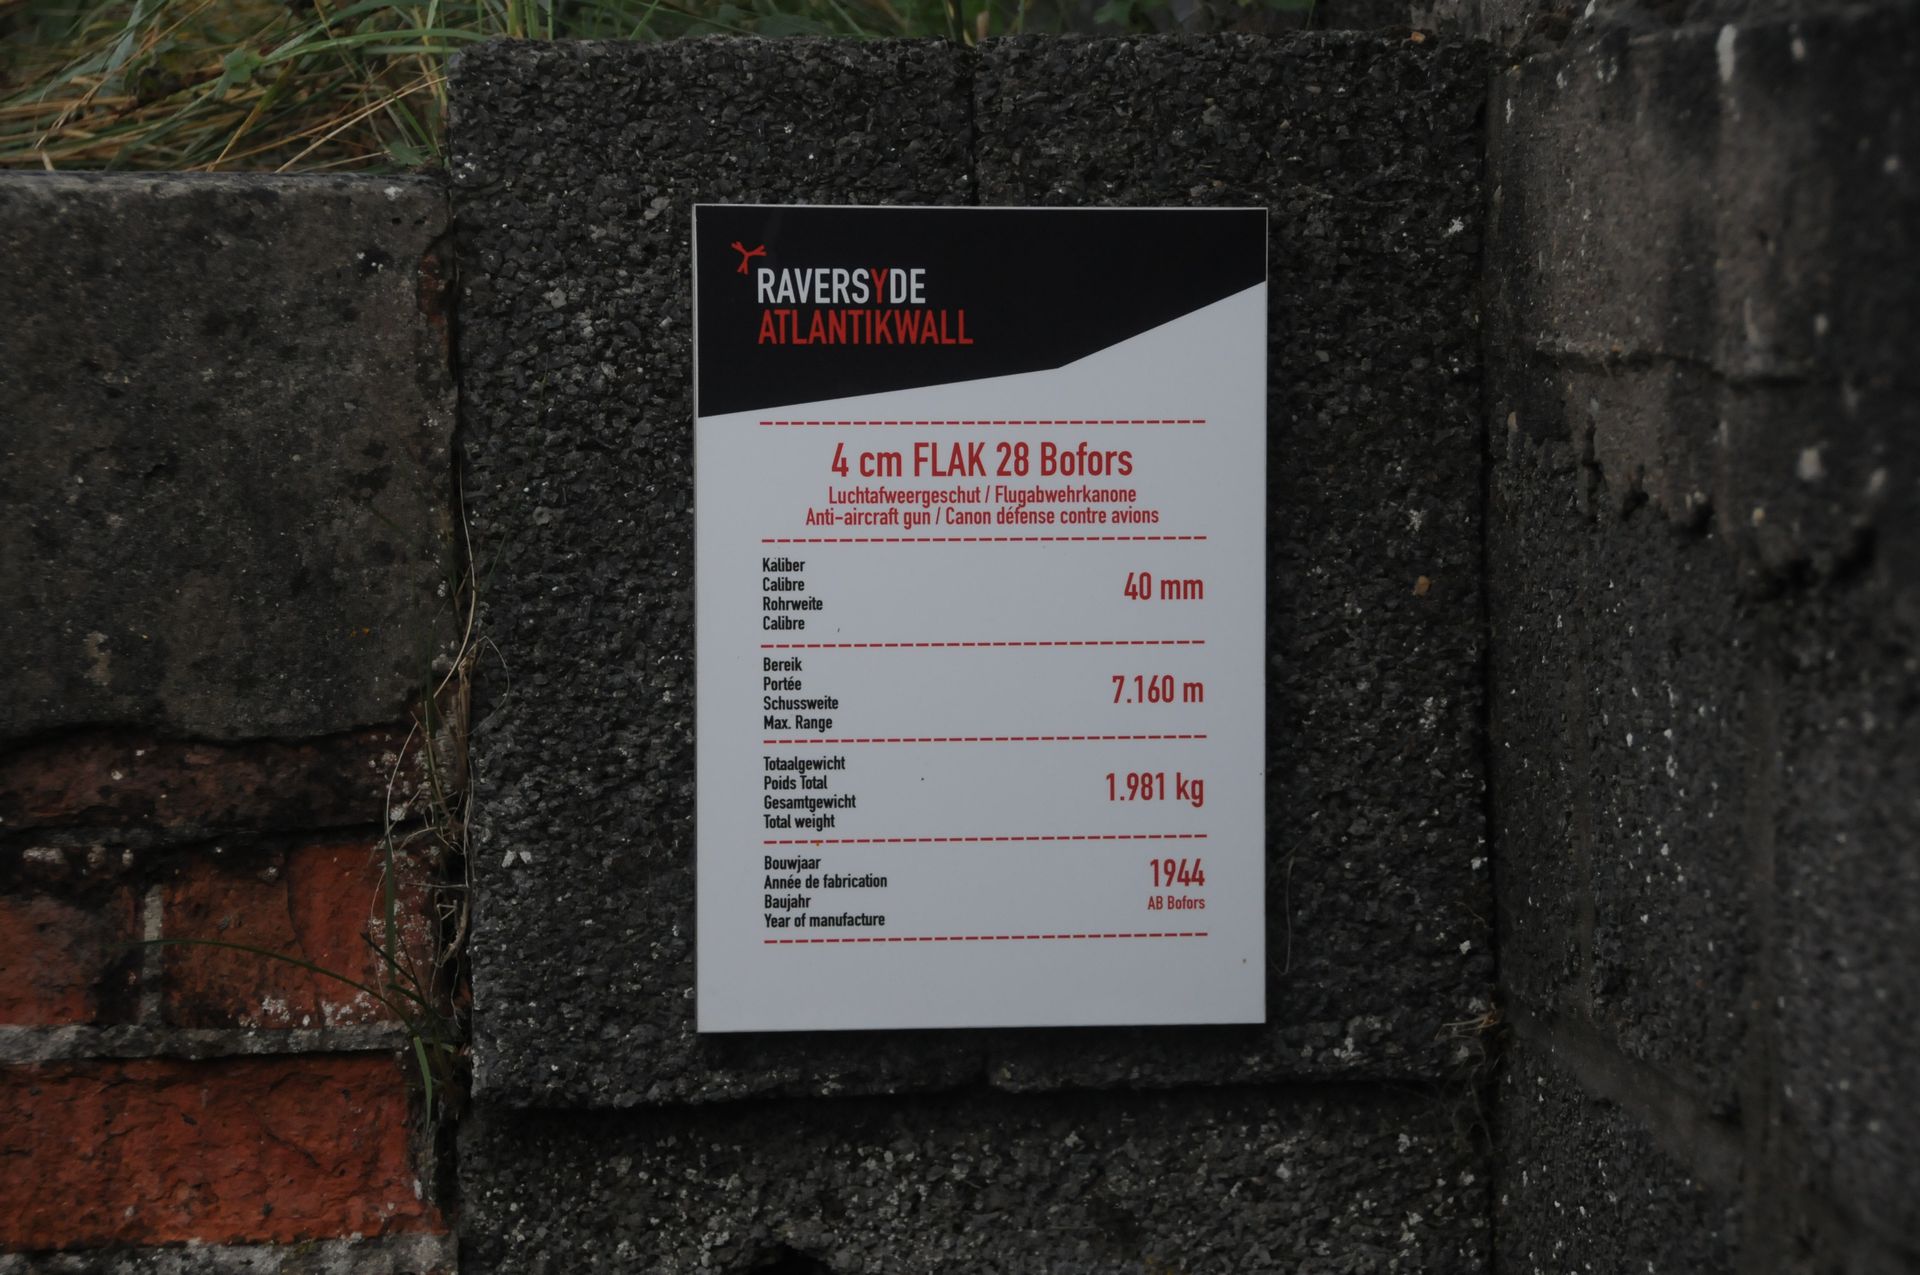 RAVERSYDE
ATLANTIKWALL
4 cm FLAK 28 Bofors
Luchtafweergeschut / Flugabwehrkanone
Anti-aircraft gun / Canon défense contre avions
Kaliber
Calibre
Rohrweite
Calibre
40 mm
Bereik
Portée
Schussweite
Max. Range
7.160 m
Totaalgewicht
Poids Total
Gesamtgewicht
Total weight
1.981 kg
Bouwjaar
Année de fabrication
Baujahr
Year of manufacture
1944
AB Bofors